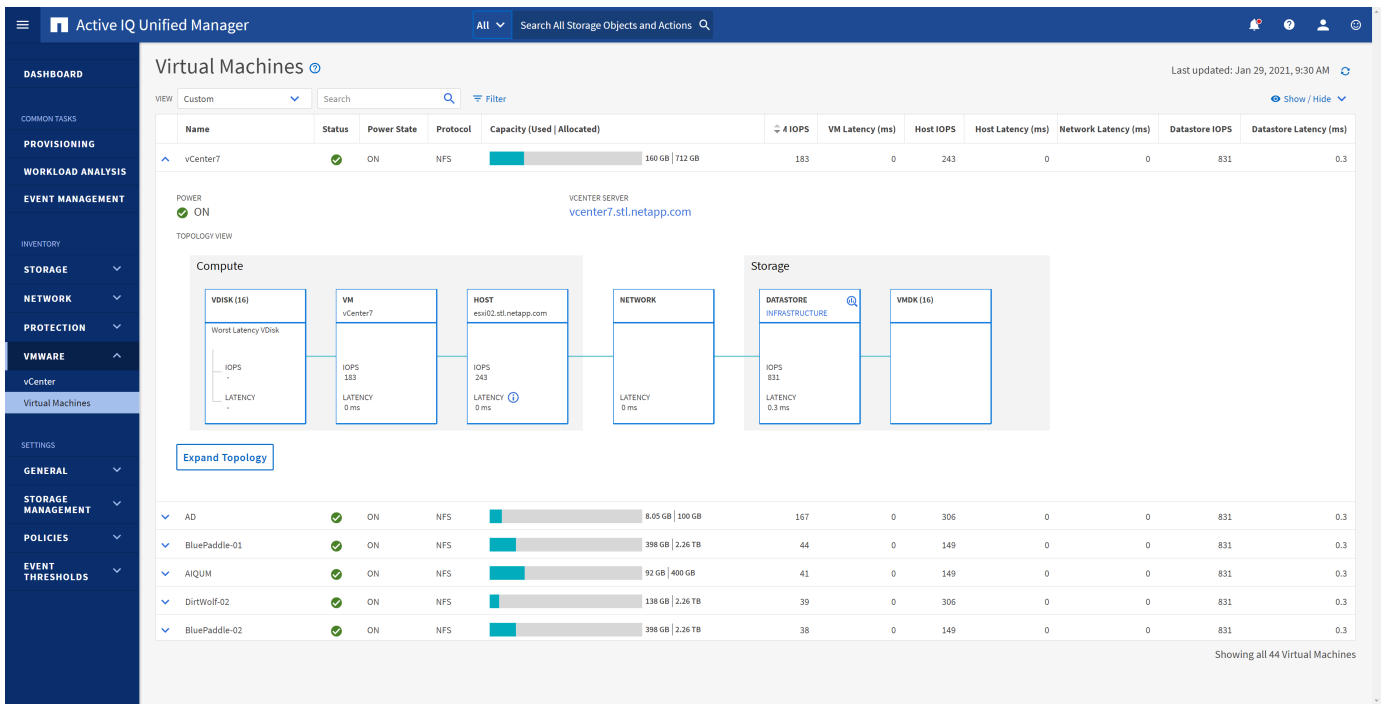 Active IQ Unified Manager
All
Search All Storage Objects and Actions
DASHBOARD
COMMON TASKS
PROVISIONING
WORKLOAD ANALYSIS
EVENT MANAGEMENT
INVENTORY
STORAGE
NETWORK
PROTECTION
VMWARE
vCenter
Virtual Machines
SETTINGS
GENERAL
STORAGE
MANAGEMENT
POLICIES
EVENT
THRESHOLDS
Virtual Machines
Last updated: Jan 29, 2021, 9:30 AM
VIEW Custom Search Filter Show / Hide
Name Status Power State Protocol Capacity (Used | Allocated) IOPS VM Latency (ms) Host IOPS Host Latency (ms) Network Latency (ms) Datastore IOPS Datastore Latency (ms)
vCenter7 ON NFS 160 GB | 712 GB 183 0 243 0 0 831 0.3
POWER
ON
VCENTER SERVER
vcenter7.stl.netapp.com
TOPOLOGY VIEW
Compute
VDISK (16)
Worst Latency VDisk
IOPS
-
LATENCY
-
VM
vCenter7
IOPS
183
LATENCY
0 ms
HOST
esxi02.stl.netapp.com
IOPS
243
LATENCY
0 ms
NETWORK
LATENCY
0 ms
Storage
DATASTORE
INFRASTRUCTURE
IOPS
831
LATENCY
0.3 ms
VMDK (16)
Expand Topology
AD ON NFS 8.05 GB | 100 GB 167 0 306 0 0 831 0.3
BluePaddle-01 ON NFS 398 GB | 2.26 TB 44 0 149 0 0 831 0.3
AIQUM ON NFS 92 GB | 400 GB 41 0 149 0 0 831 0.3
DirtWolf-02 ON NFS 138 GB | 2.26 TB 39 0 306 0 0 831 0.3
BluePaddle-02 ON NFS 398 GB | 2.26 TB 38 0 149 0 0 831 0.3
Showing all 44 Virtual Machines